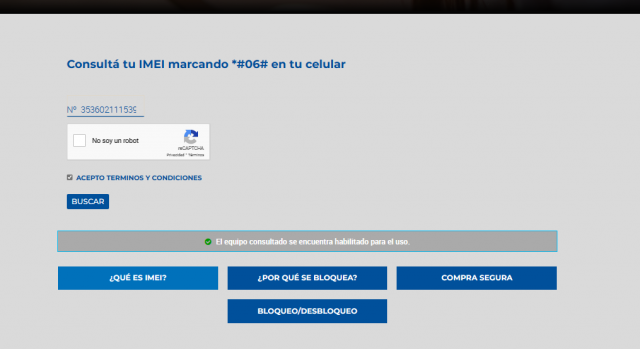 Consultá tu IMEI marcando *#06# en tu celular
Nº 353602111539
No soy un robot
reCAPTCHA
Privacidad - Términos
ACEPTO TERMINOS Y CONDICIONES
BUSCAR
El equipo consultado se encuentra habilitado para el uso.
¿QUÉ ES IMEI?
¿POR QUÉ SE BLOQUEA?
COMPRA SEGURA
BLOQUEO/DESBLOQUEO